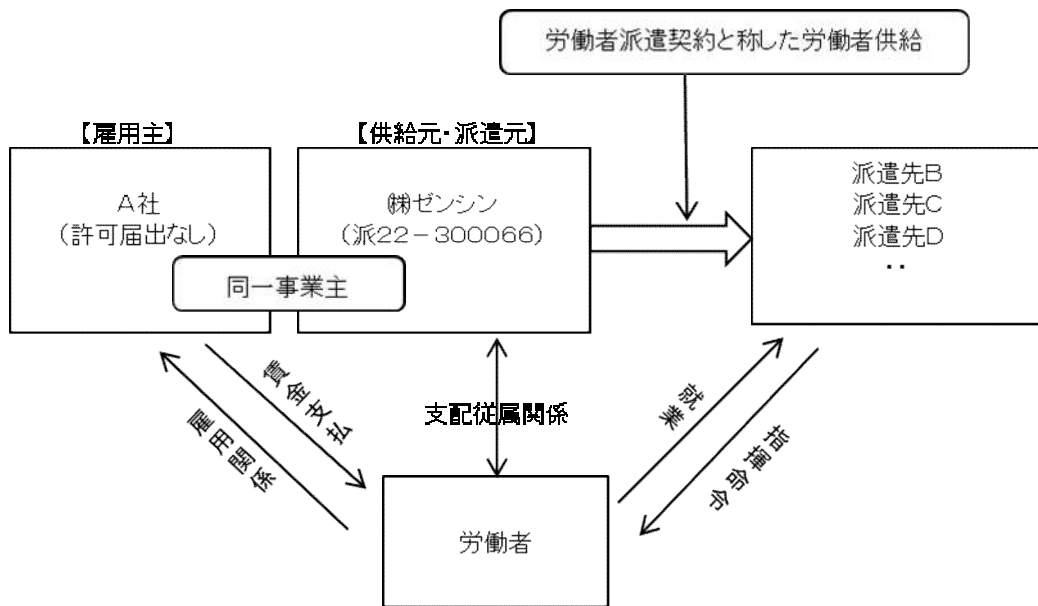 労働者派遣契約と称した労働者供給
【雇用主】
【供給元・派遣元】
A社
（許可届出なし）
㈱ゼンシン
（派22－300066）
派遣先B
派遣先C
派遣先D
‥
同一事業主
賃金支払
雇用関係
支配従属関係
就業
指揮命令
労働者